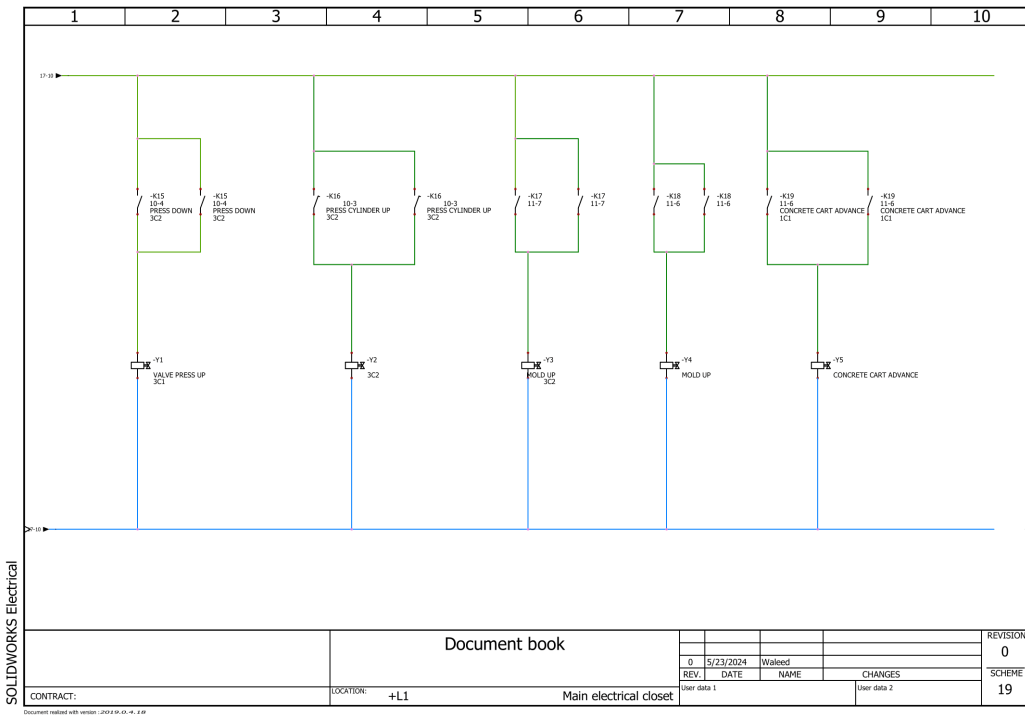 1 2 3 4 5 6 7 8 9 10
17-10
-K15
10-4
PRESS DOWN
3C2
-K15
10-4
PRESS DOWN
3C2
-K16
10-3
PRESS CYLINDER UP
3C2
-K16
10-3
PRESS CYLINDER UP
3C2
-K17
11-7
-K17
11-7
-K18
11-6
-K18
11-6
-K19
11-6
CONCRETE CART ADVANCE
1C1
-K19
11-6
CONCRETE CART ADVANCE
1C1
-Y1
VALVE PRESS UP
3C1
-Y2
3C2
-Y3
MOLD UP
3C2
-Y4
MOLD UP
-Y5
CONCRETE CART ADVANCE
7-10
SOLIDWORKS Electrical
Document book
REVISION
0
0 5/23/2024 Waleed
REV. DATE NAME CHANGES
SCHEME
19
CONTRACT:
LOCATION: +L1 Main electrical closet
User data 1 User data 2
Document realized with version : 2019.0.4.18